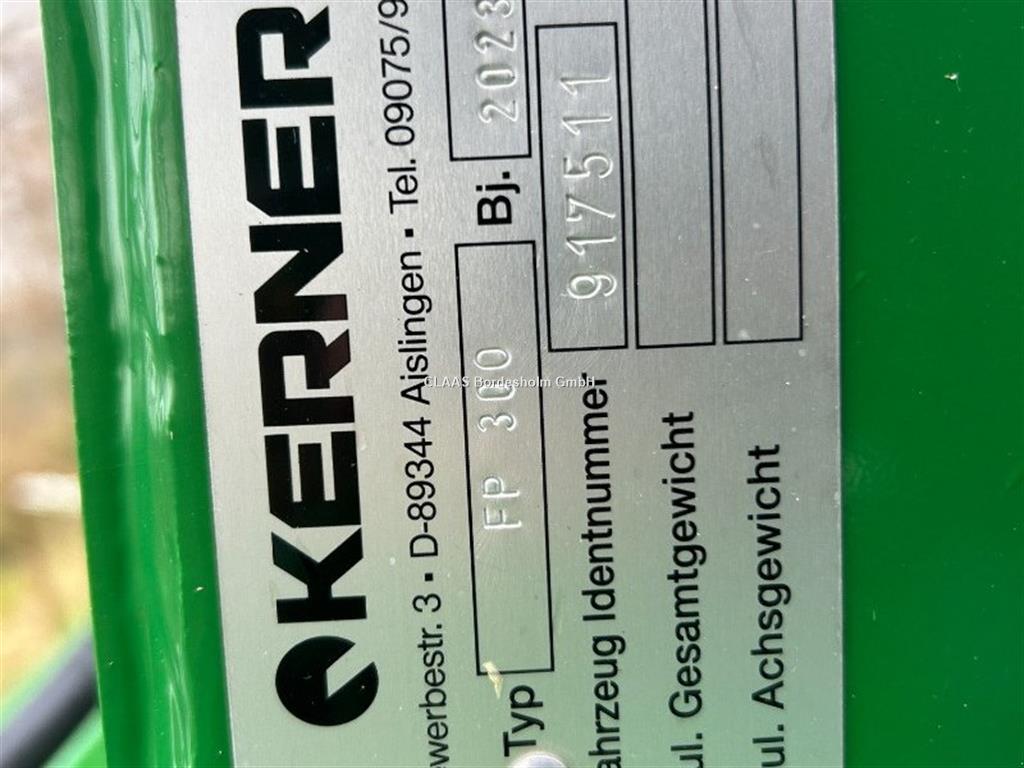 KERNER
ewerbestr. 3 ▪ D-89344 Aislingen ▪ Tel. 09075/9
Typ FP 300 Bj. 2023
ahrzeug Identnummer 917511
ul. Gesamtgewicht
ul. Achsgewicht
CLAAS Bordesholm GmbH